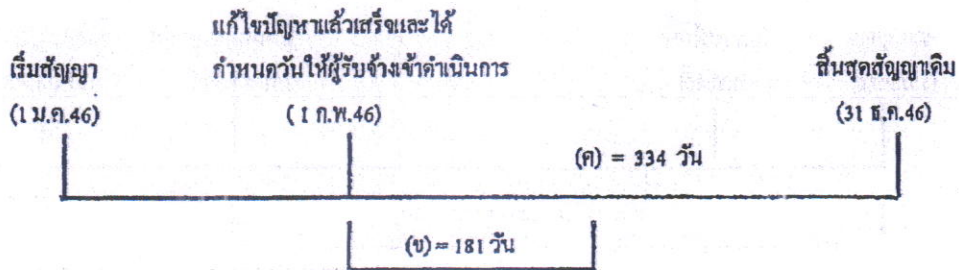 แก้ไขปัญหาแล้วเสร็จและได้
เริ่มสัญญา กำหนดวันให้ผู้รับจ้างเข้าดำเนินการ สิ้นสุดสัญญาเดิม
(1 ม.ค.46) ( 1 ก.พ.46) (31 ธ.ค.46)
(ค) = 334 วัน
(ข) = 181 วัน